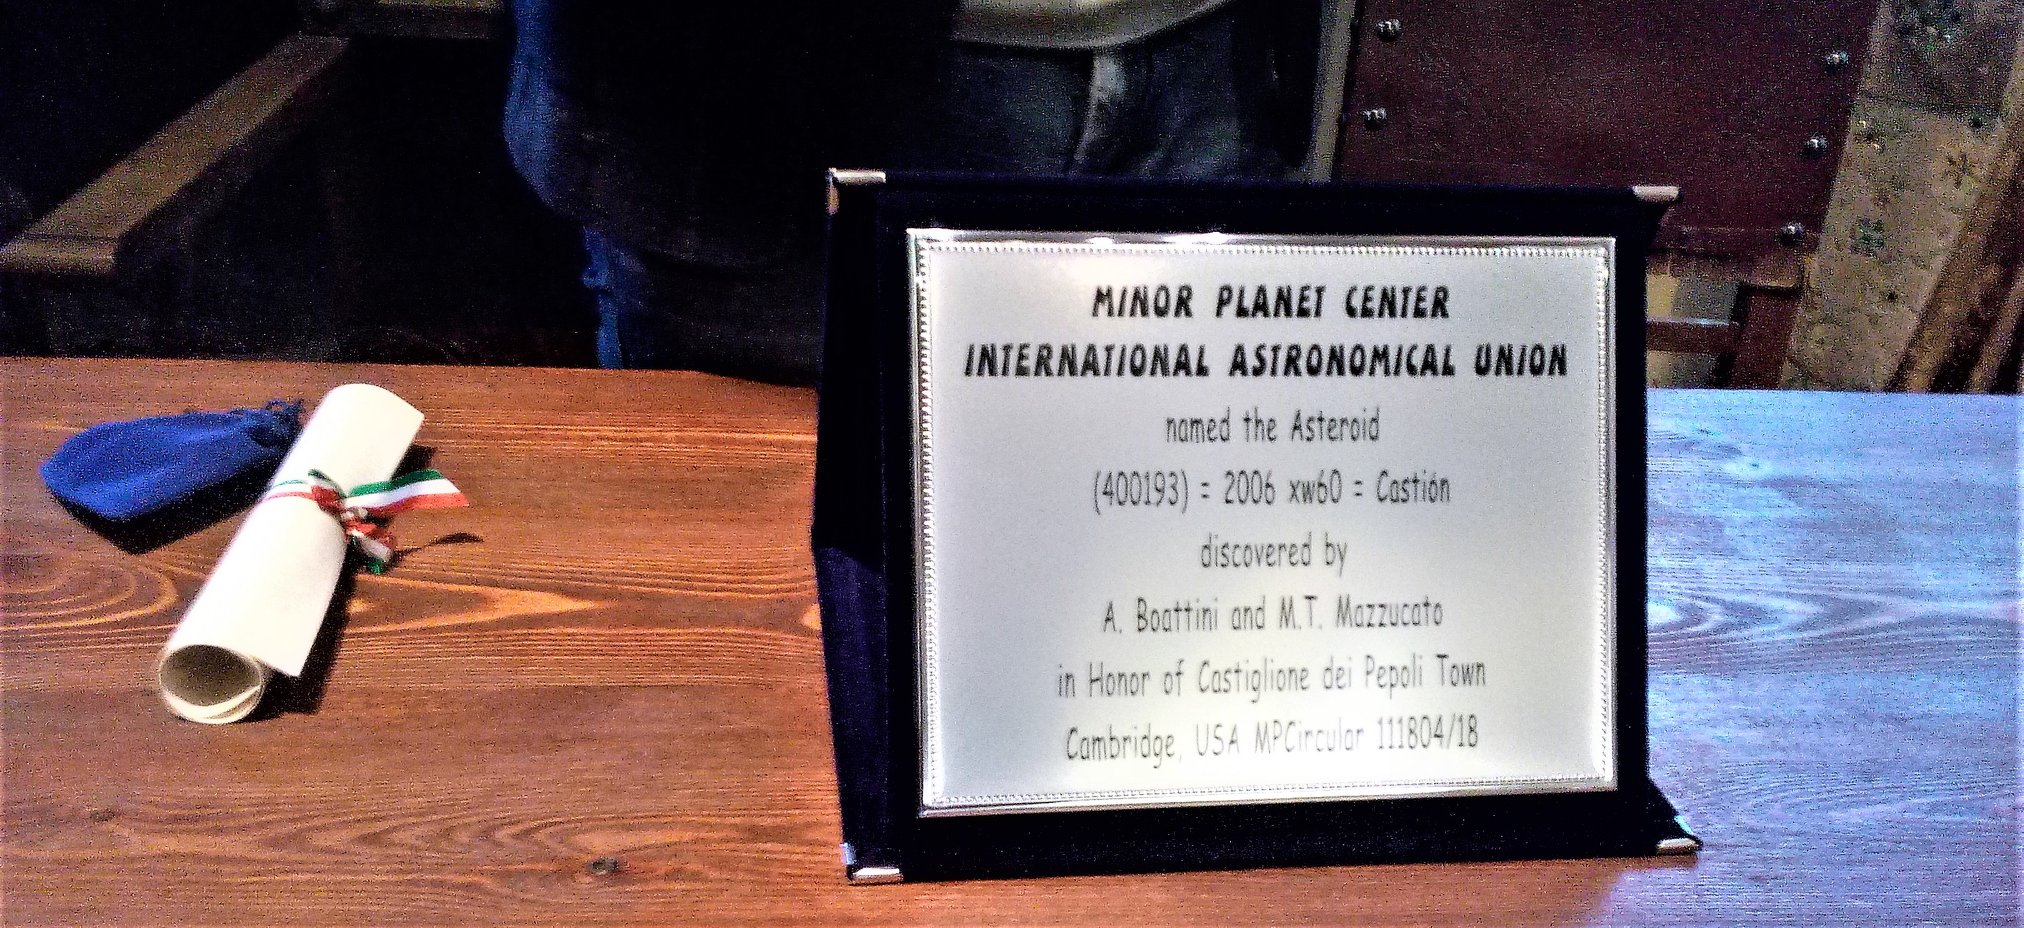 MINOR PLANET CENTER
INTERNATIONAL ASTRONOMICAL UNION
named the Asteroid
(400193) = 2006 xw60 = Castión
discovered by
A. Boattini and M.T. Mazzucato
in Honor of Castiglione dei Pepoli Town
Cambridge, USA MPCircular 111804/18